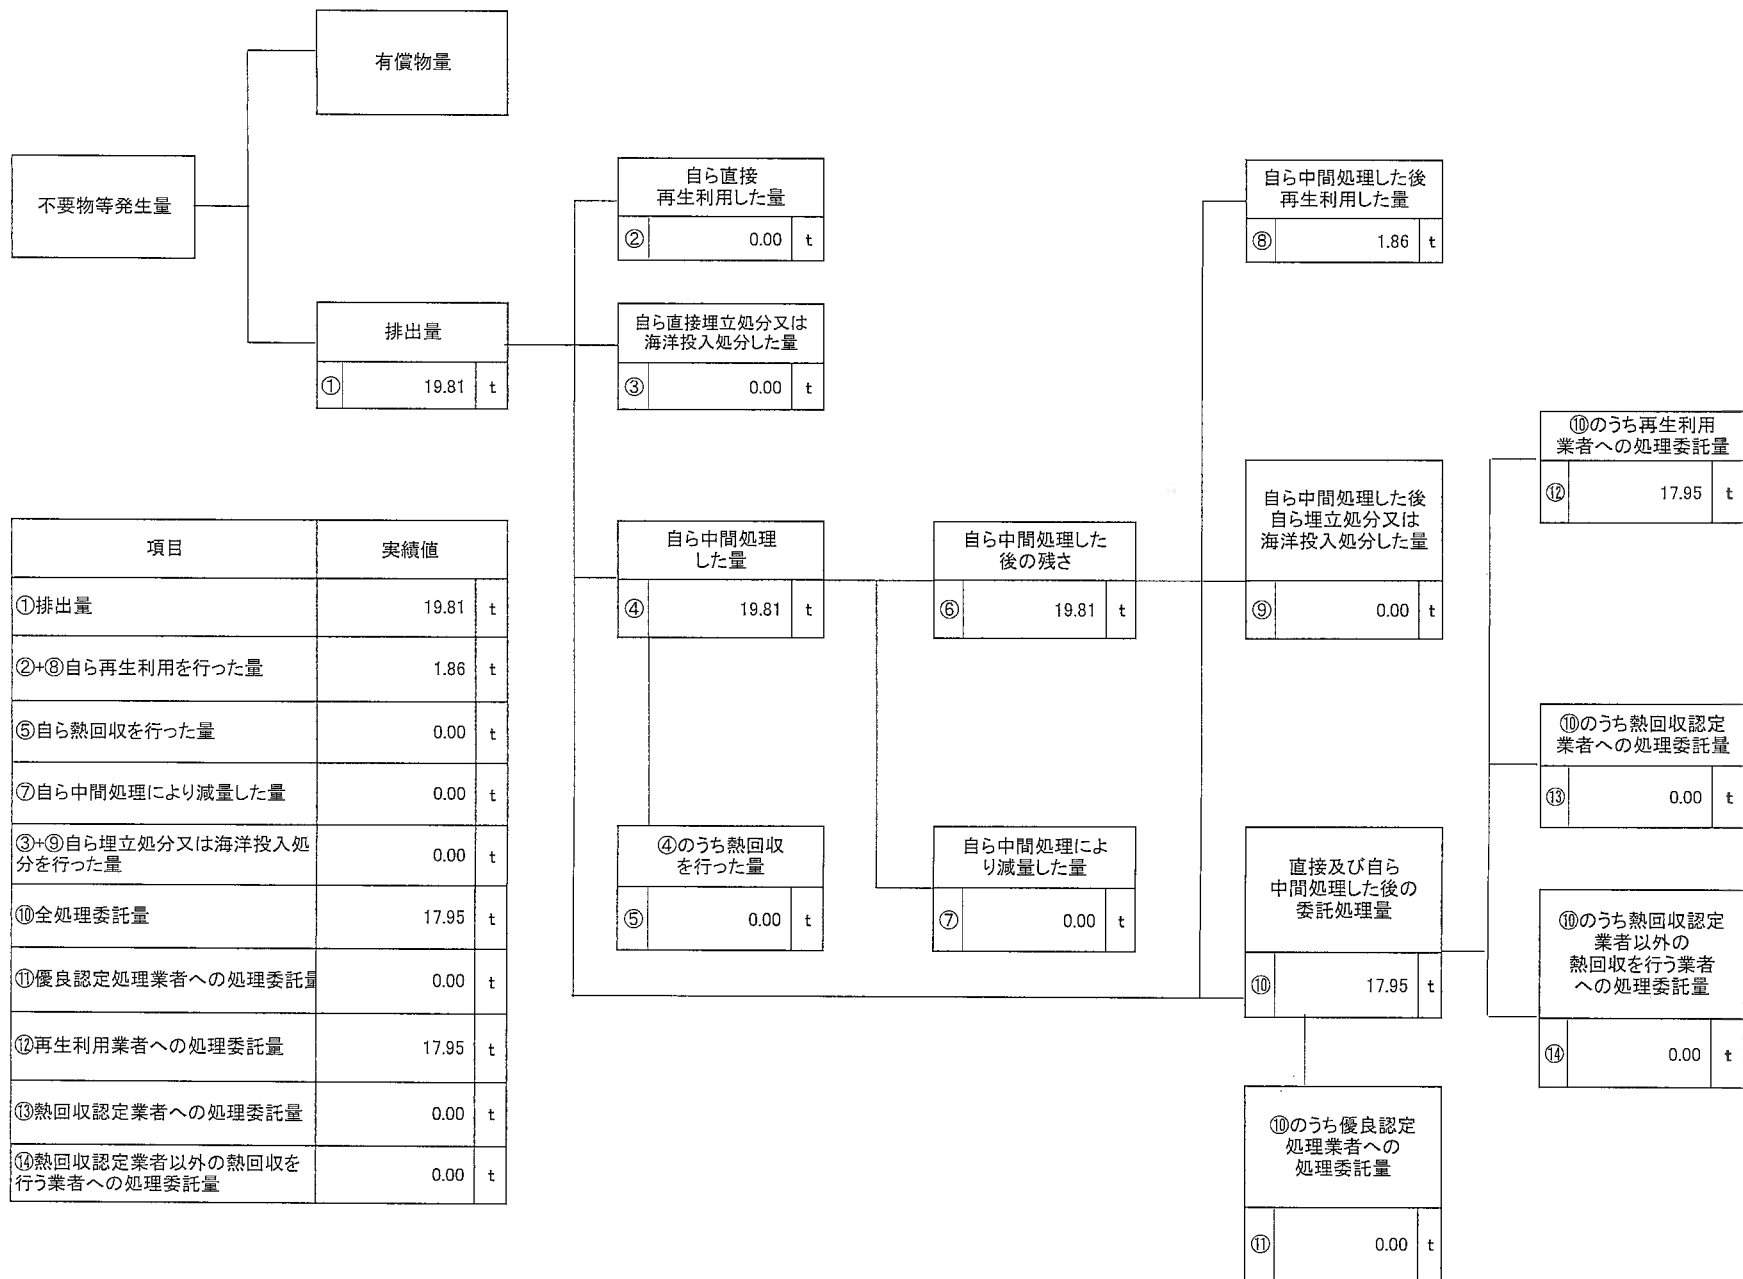 有償物量
不要物等発生量
排出量
① 19.81 t
自ら直接
再生利用した量
② 0.00 t
自ら直接埋立処分又は
海洋投入処分した量
③ 0.00 t
自ら中間処理
した量
④ 19.81 t
④のうち熱回収
を行った量
⑤ 0.00 t
自ら中間処理した
後の残さ
⑥ 19.81 t
自ら中間処理によ
り減量した量
⑦ 0.00 t
自ら中間処理した後
再生利用した量
⑧ 1.86 t
自ら中間処理した後
自ら埋立処分又は
海洋投入処分した量
⑨ 0.00 t
直接及び自ら
中間処理した後の
委託処理量
⑩ 17.95 t
⑩のうち優良認定
処理業者への
処理委託量
⑪ 0.00 t
⑩のうち再生利用
業者への処理委託量
⑫ 17.95 t
⑩のうち熱回収認定
業者への処理委託量
⑬ 0.00 t
⑩のうち熱回収認定
業者以外の
熱回収を行う業者
への処理委託量
⑭ 0.00 t
項目 実績値
①排出量 19.81 t
②+⑧自ら再生利用を行った量 1.86 t
⑤自ら熱回収を行った量 0.00 t
⑦自ら中間処理により減量した量 0.00 t
③+⑨自ら埋立処分又は海洋投入処
分を行った量 0.00 t
⑩全処理委託量 17.95 t
⑪優良認定処理業者への処理委託量 0.00 t
⑫再生利用業者への処理委託量 17.95 t
⑬熱回収認定業者への処理委託量 0.00 t
⑭熱回収認定業者以外の熱回収を
行う業者への処理委託量 0.00 t